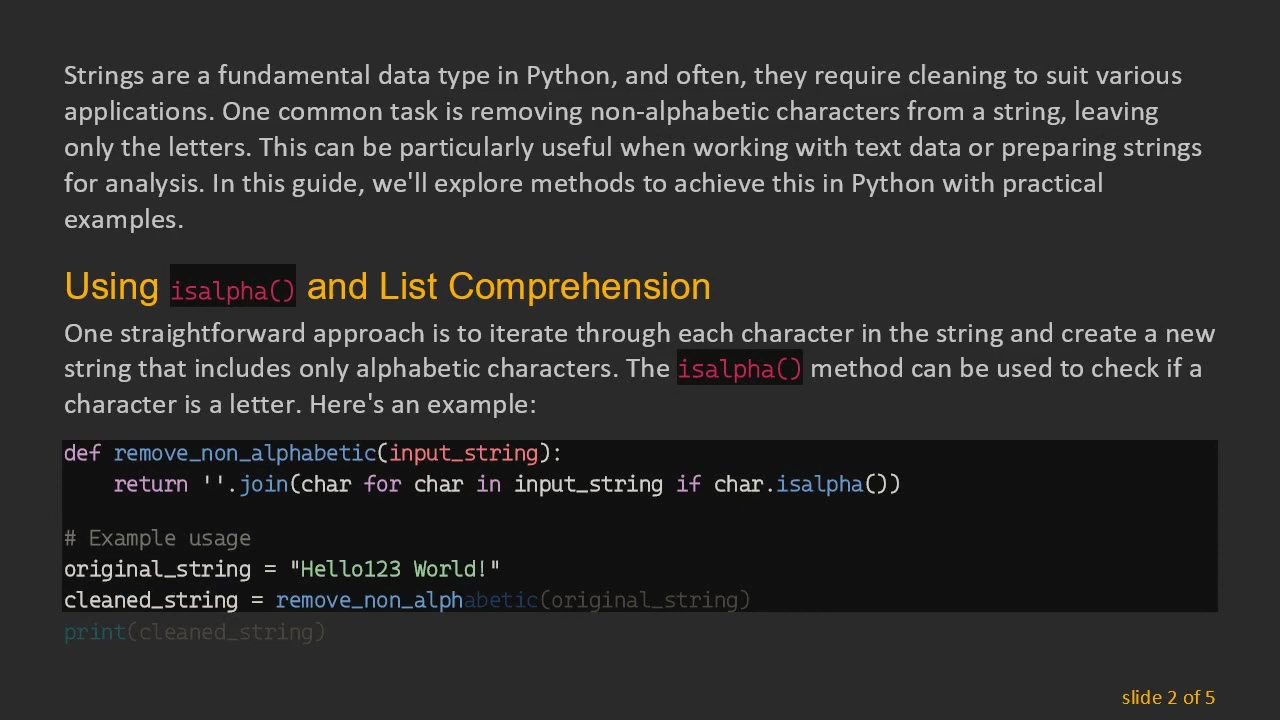 Strings are a fundamental data type in Python, and often, they require cleaning to suit various
applications. One common task is removing non-alphabetic characters from a string, leaving
only the letters. This can be particularly useful when working with text data or preparing strings
for analysis. In this guide, we'll explore methods to achieve this in Python with practical
examples.
Using isalpha() and List Comprehension
One straightforward approach is to iterate through each character in the string and create a new
string that includes only alphabetic characters. The isalpha() method can be used to check if a
character is a letter. Here's an example:
def remove_non_alphabetic(input_string):
    return ''.join(char for char in input_string if char.isalpha())
# Example usage
original_string = "Hello123 World!"
cleaned_string = remove_non_alphabetic(original_string)
print(cleaned_string)
slide 2 of 5